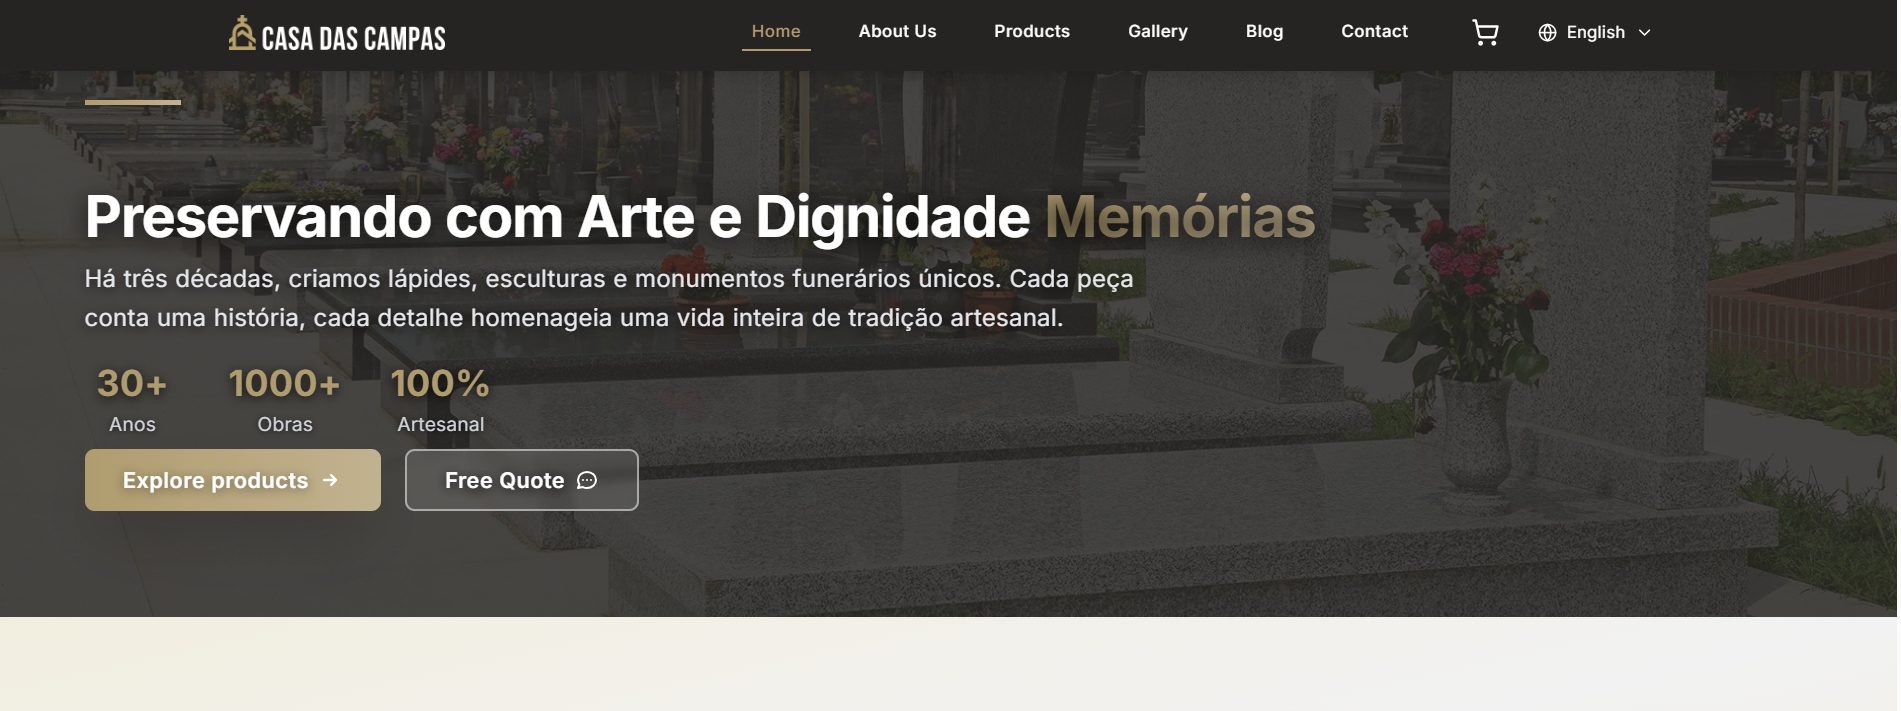 CASA DAS CAMPAS
Home
About Us
Products
Gallery
Blog
Contact
English
Preservando com Arte e Dignidade Memórias
Há três décadas, criamos lápides, esculturas e monumentos funerários únicos. Cada peça
conta uma história, cada detalhe homenageia uma vida inteira de tradição artesanal.
30+
Anos
1000+
Obras
100%
Artesanal
Explore products
Free Quote